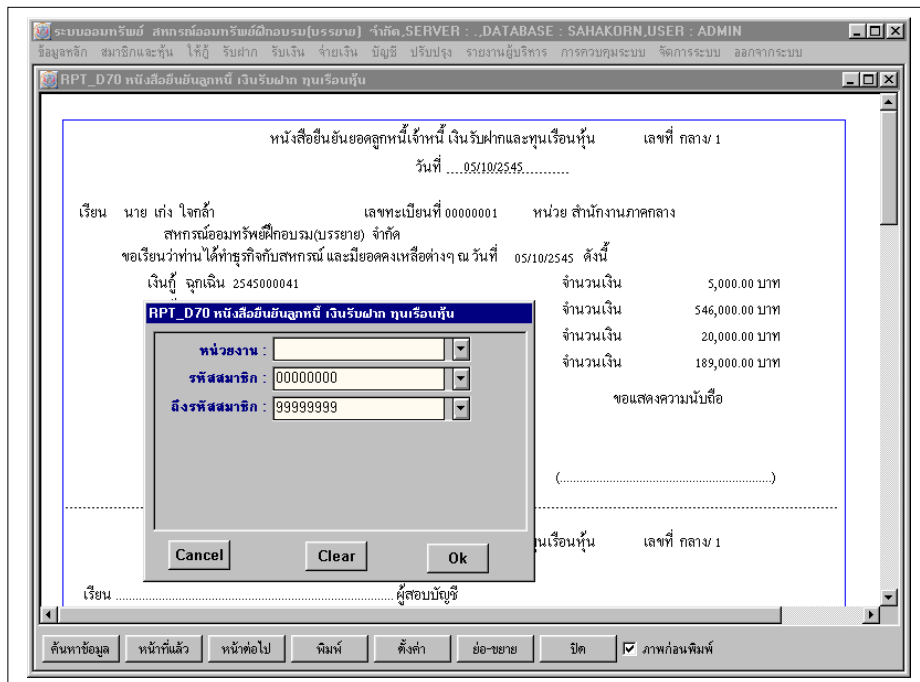 ระบบออมทรัพย์ สหกรณ์ออมทรัพย์ฝึกอบรม(บรรยาย) จำกัด,SERVER : .,DATABASE : SAHAKORN,USER : ADMIN
ข้อมูลหลัก สมาชิกและหุ้น ให้กู้ รับฝาก รับเงิน จ่ายเงิน บัญชี ปรับปรุง รายงานผู้บริหาร การควบคุมระบบ จัดการระบบ ออกจากระบบ
RPT_D70 หนังสือยืนยันลูกหนี้ เงินรับฝาก ทุนเรือนหุ้น
หนังสือยืนยันยอดลูกหนี้เจ้าหนี้ เงินรับฝากและทุนเรือนหุ้น เลขที่ กลาง/ 1
วันที่ ....05/10/2545..............
เรียน นาย เก่ง ใจกล้า เลขทะเบียนที่ 00000001 หน่วย สำนักงานภาคกลาง
สหกรณ์ออมทรัพย์ฝึกอบรม(บรรยาย) จำกัด
ขอเรียนว่าท่านได้ทำธุรกิจกับสหกรณ์ และมียอดคงเหลือต่างๆ ณ วันที่ 05/10/2545 ดังนี้
เงินกู้ ฉุกเฉิน 2545000041 จำนวนเงิน 5,000.00 บาท
จำนวนเงิน 546,000.00 บาท
จำนวนเงิน 20,000.00 บาท
จำนวนเงิน 189,000.00 บาท
ขอแสดงความนับถือ
(.......................................................................)
RPT_D70 หนังสือยืนยันลูกหนี้ เงินรับฝาก ทุนเรือนหุ้น
หน่วยงาน :
รหัสสมาชิก : 00000000
ถึงรหัสสมาชิก : 99999999
Cancel Clear Ok
ทุนเรือนหุ้น เลขที่ กลาง/ 1
เรียน ............................................................................................ ผู้สอบบัญชี
ค้นหาข้อมูล หน้าที่แล้ว หน้าต่อไป พิมพ์ ตั้งค่า ย่อ-ขยาย ปิด ภาพก่อนพิมพ์